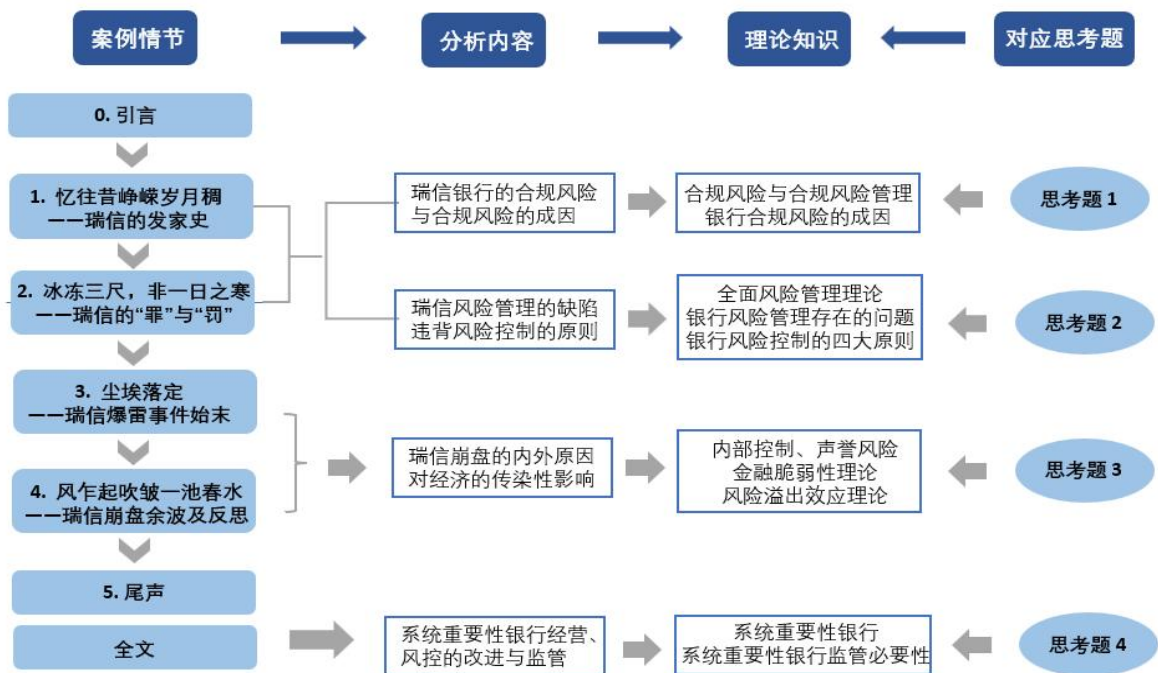 案例情节
分析内容
理论知识
对应思考题
0. 引言
1. 忆往昔峥嵘岁月稠
——瑞信的发家史
瑞信银行的合规风险
与合规风险的成因
合规风险与合规风险管理
银行合规风险的成因
思考题 1
2. 冰冻三尺，非一日之寒
——瑞信的“罪”与“罚”
瑞信风险管理的缺陷
违背风险控制的原则
全面风险管理理论
银行风险管理存在的问题
银行风险控制的四大原则
思考题 2
3. 尘埃落定
——瑞信爆雷事件始末
瑞信崩盘的内外原因
对经济的传染性影响
内部控制、声誉风险
金融脆弱性理论
风险溢出效应理论
思考题 3
4. 风乍起吹皱一池春水
——瑞信崩盘余波及反思
5. 尾声
全文
系统重要性银行经营、
风控的改进与监管
系统重要性银行
系统重要性银行监管必要性
思考题 4